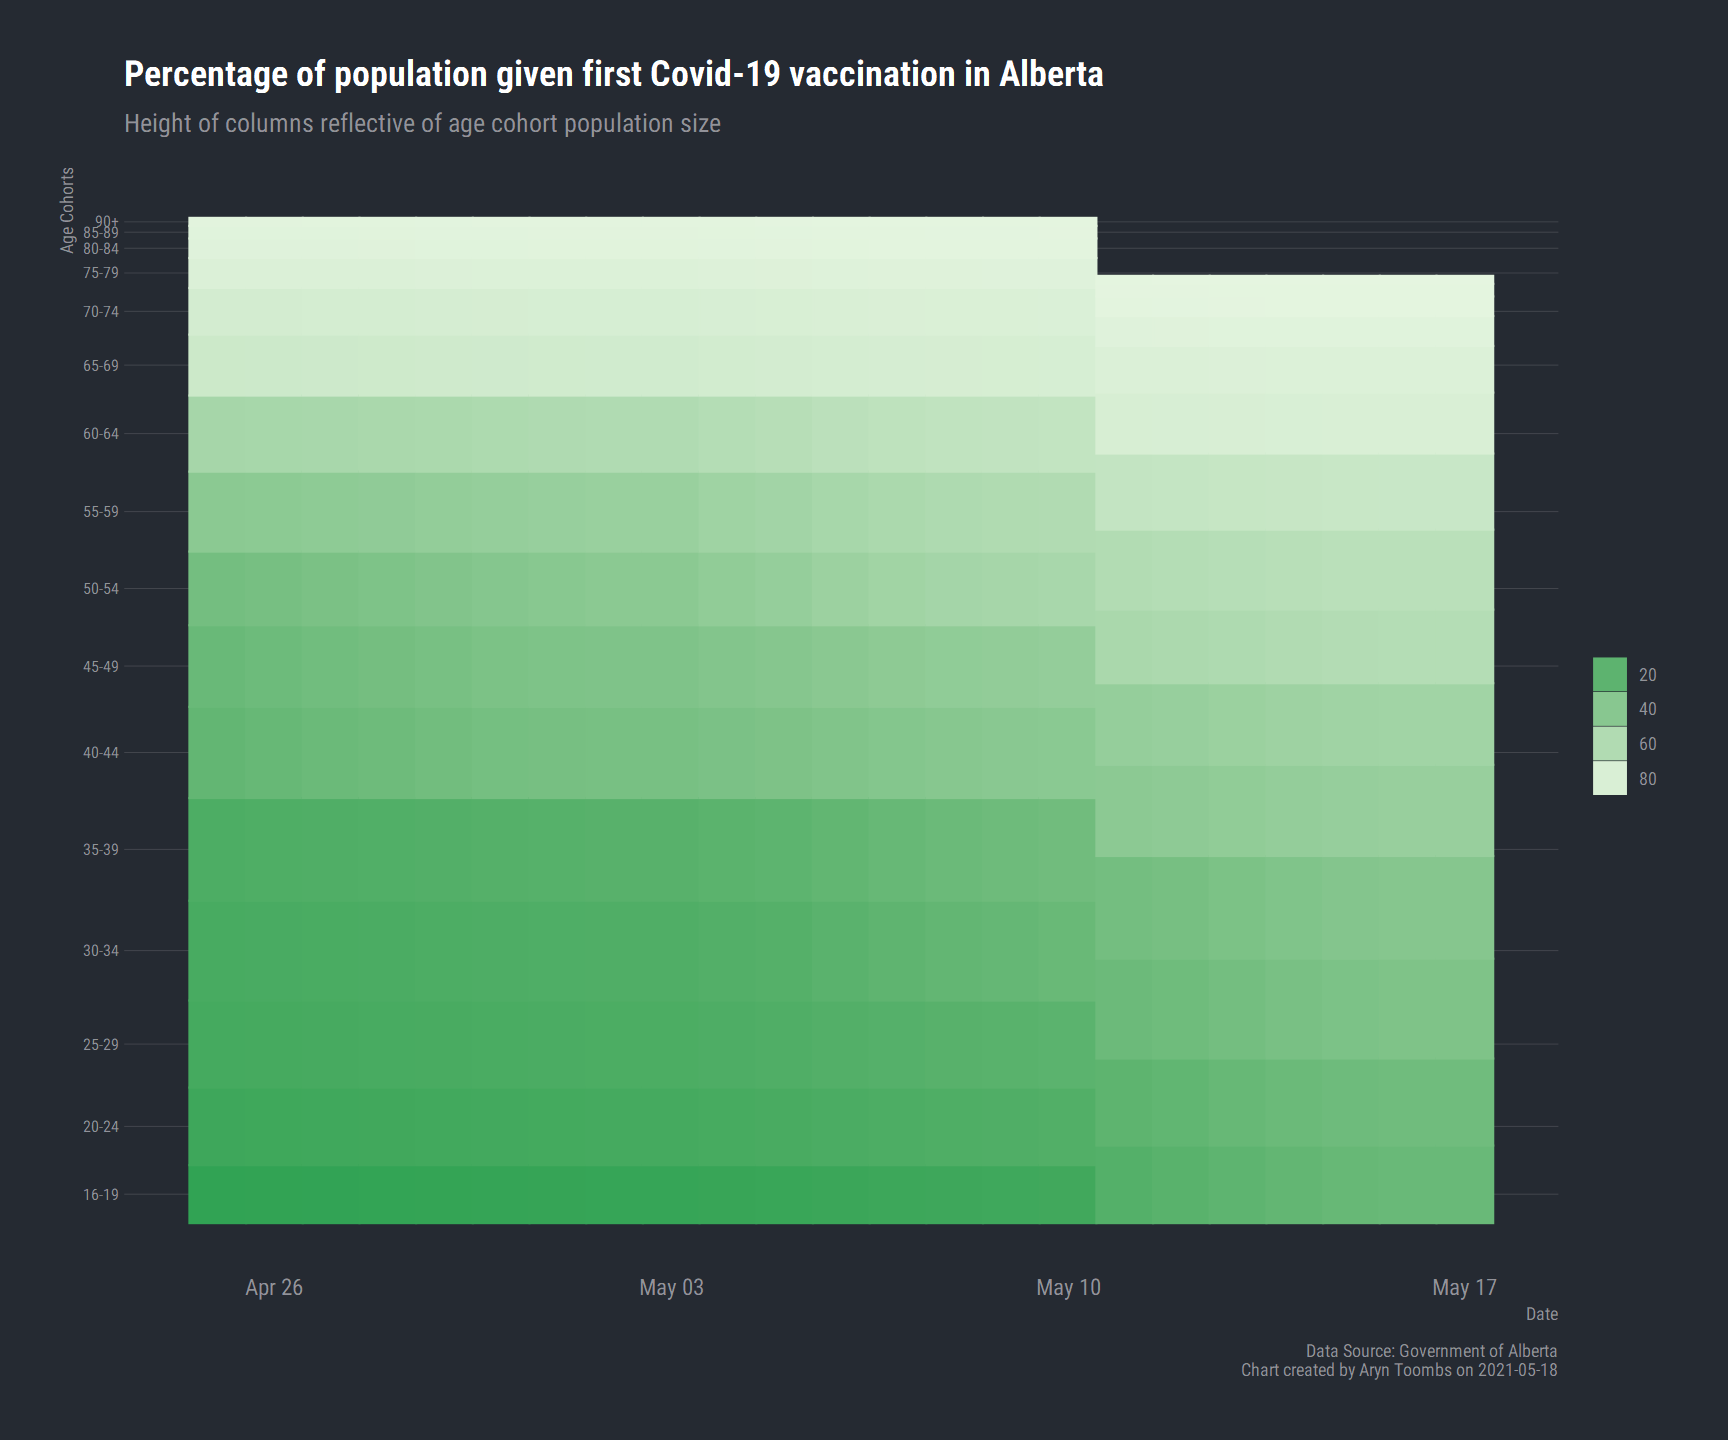 Percentage of population given first Covid-19 vaccination in Alberta
Height of columns reflective of age cohort population size
Age Cohorts
90+
85-89
80-84
75-79
70-74
65-69
60-64
55-59
50-54
45-49
40-44
35-39
30-34
25-29
20-24
16-19
20
40
60
80
Apr 26
May 03
May 10
May 17
Date
Data Source: Government of Alberta
Chart created by Aryn Toombs on 2021-05-18